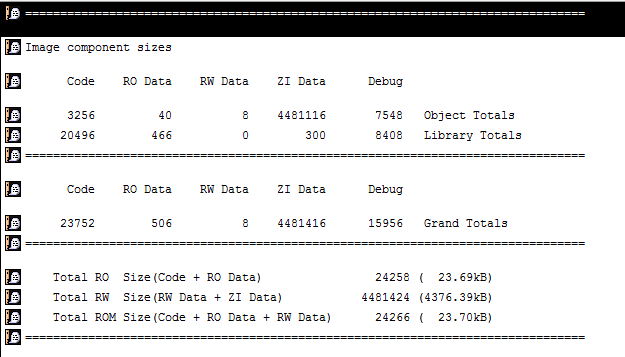 ================================================================================
Image component sizes
Code    RO Data    RW Data    ZI Data      Debug
3256         40          8    4481116       7548   Object Totals
20496        466          0        300       8408   Library Totals
================================================================================
Code    RO Data    RW Data    ZI Data      Debug
23752        506          8    4481416      15956   Grand Totals
================================================================================
Total RO  Size(Code + RO Data)                24258 (  23.69kB)
Total RW  Size(RW Data + ZI Data)           4481424 (4376.39kB)
Total ROM Size(Code + RO Data + RW Data)      24266 (  23.70kB)
================================================================================